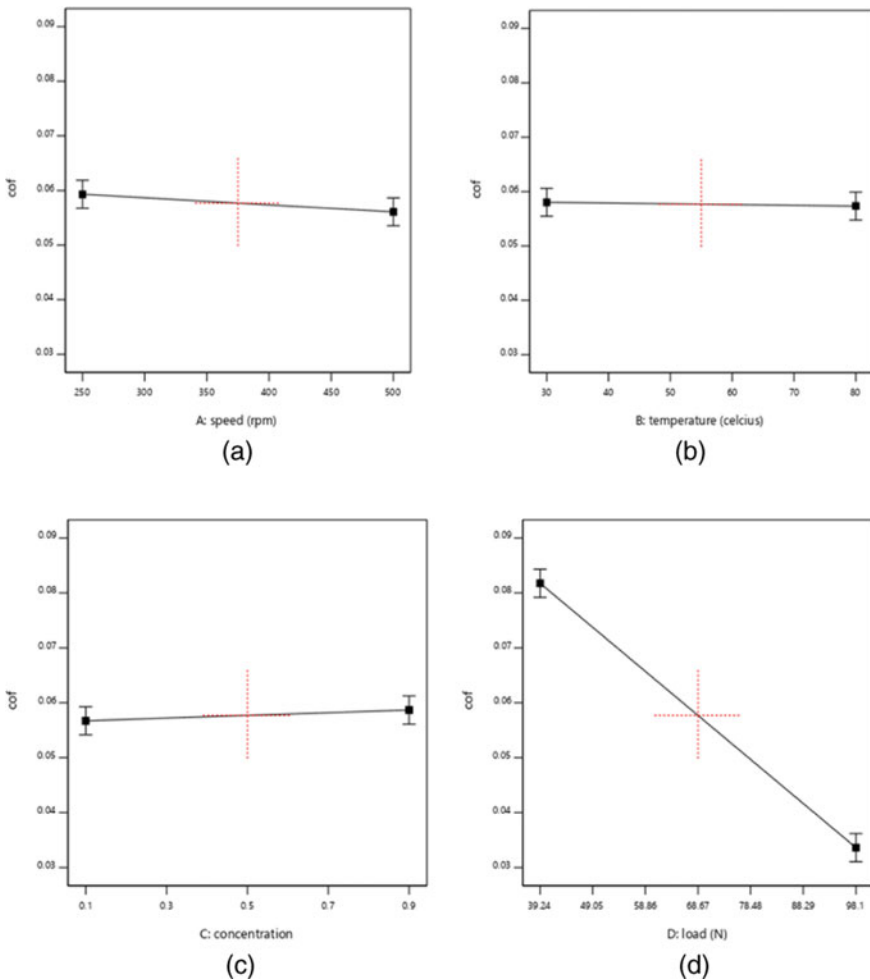 0.09
0.08
0.07
0.06
0.05
0.04
0.03
cof
250 300 350 400 450 500
A: speed (rpm)
(a)
0.09
0.08
0.07
0.06
0.05
0.04
0.03
cof
30 40 50 60 70 80
B: temperature (celcius)
(b)
0.09
0.08
0.07
0.06
0.05
0.04
0.03
cof
0.1 0.3 0.5 0.7 0.9
C: concentration
(c)
0.09
0.08
0.07
0.06
0.05
0.04
0.03
cof
39.24 49.05 58.86 68.67 78.48 88.29 98.1
D: load (N)
(d)